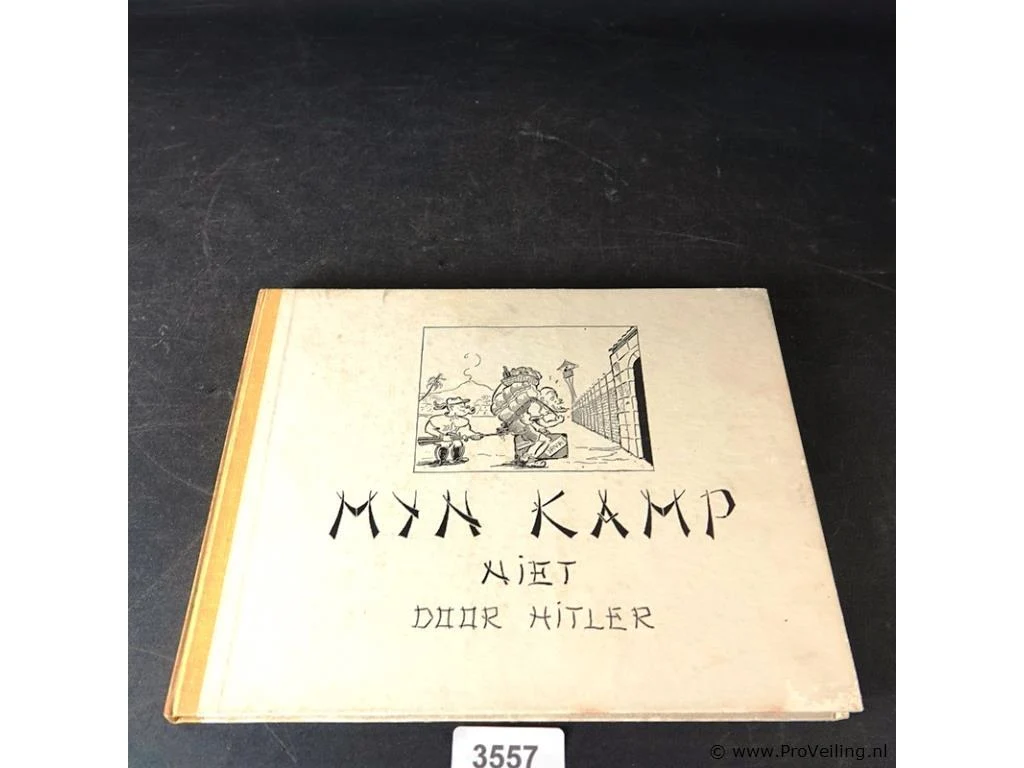 MYN KAMP
NIET
DOOR HITLER
3557
© www.ProVeiling.nl